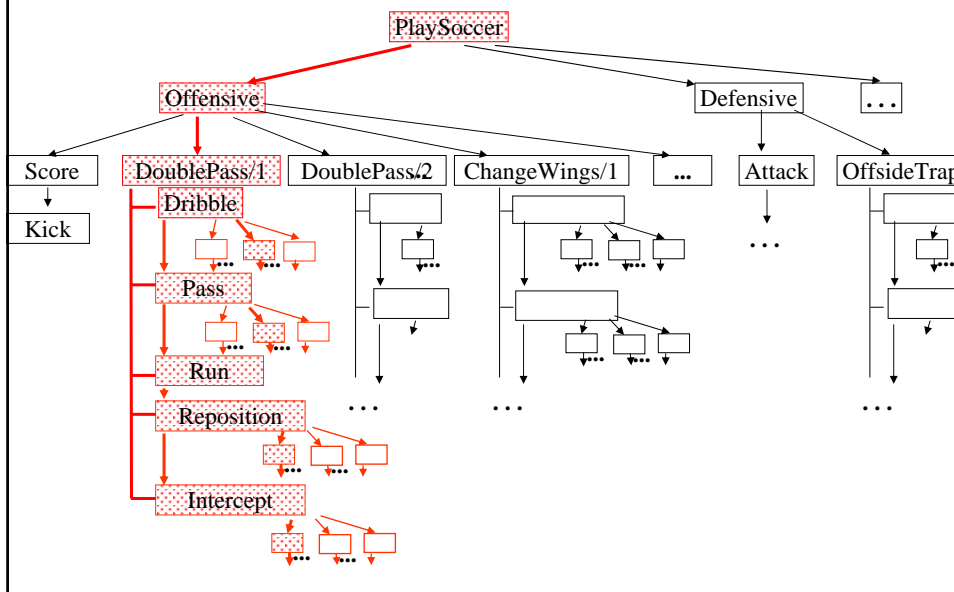 PlaySoccer
Offensive
Defensive
...
Score
DoublePass/1
DoublePass/2
...
ChangeWings/1
...
Attack
OffsideTrap
Dribble
Kick
...
...
...
...
...
...
...
Pass
...
...
...
...
Run
Reposition
...
...
...
...
...
Intercept
...
...